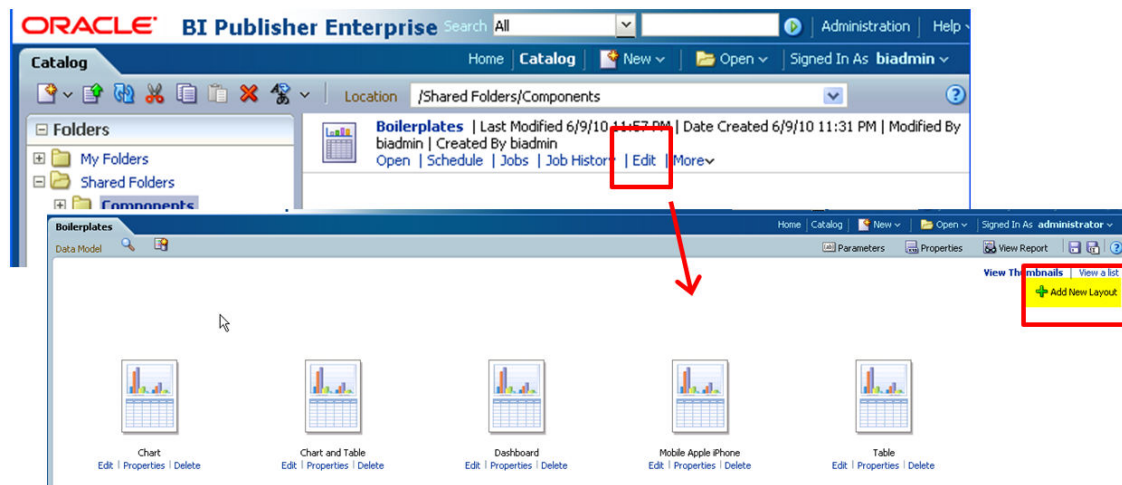 ORACLE BI Publisher Enterprise Search All Administration Help
Catalog Home Catalog New Open Signed In As biadmin
Location /Shared Folders/Components
Folders
Boilerplates | Last Modified 6/9/10 11:57 PM | Date Created 6/9/10 11:31 PM | Modified By
biadmin | Created By biadmin
My Folders
Open | Schedule | Jobs | Job History | Edit | More
Shared Folders
Components
Boilerplates Home Catalog New Open Signed In As administrator
Data Model Parameters Properties View Report
View Thumbnails View a list
Add New Layout
Chart Chart and Table Dashboard Mobile Apple iPhone Table
Edit | Properties | Delete Edit | Properties | Delete Edit | Properties | Delete Edit | Properties | Delete Edit | Properties | Delete